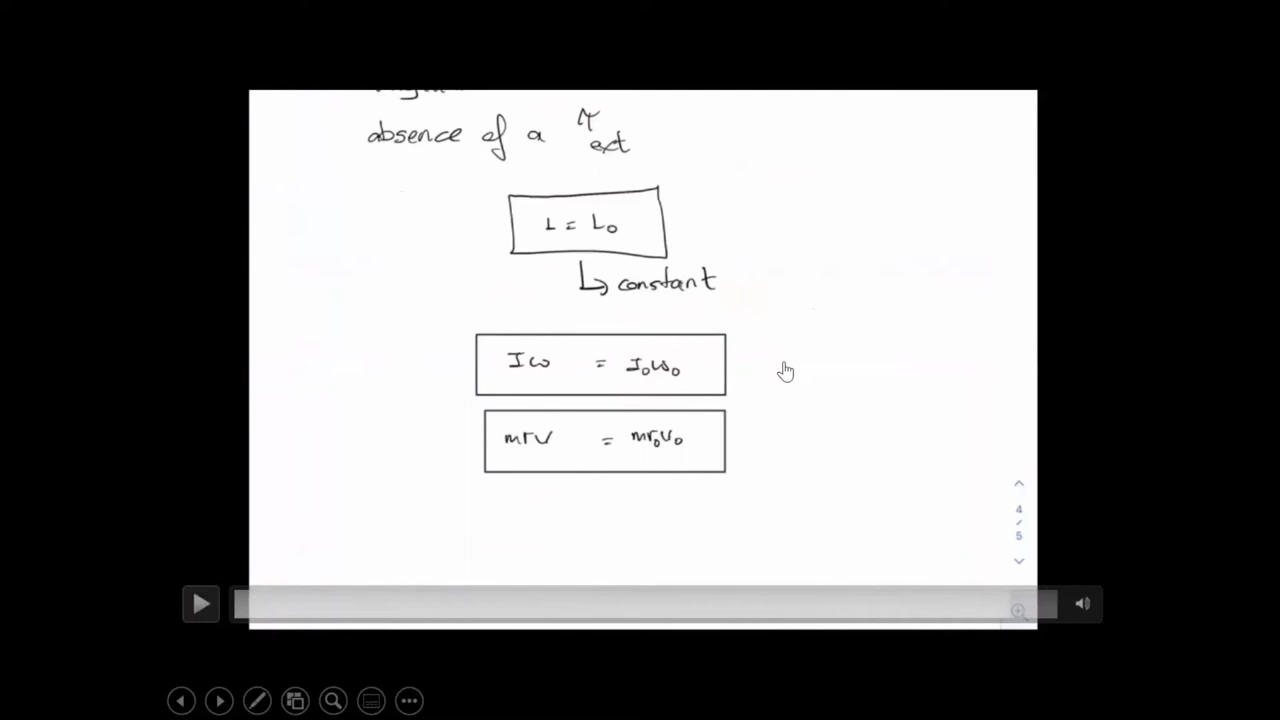 absence of a τ ext
L = L₀
↳ constant
Iω = I₀ω₀
mrv = mr₀v₀
4
/
5